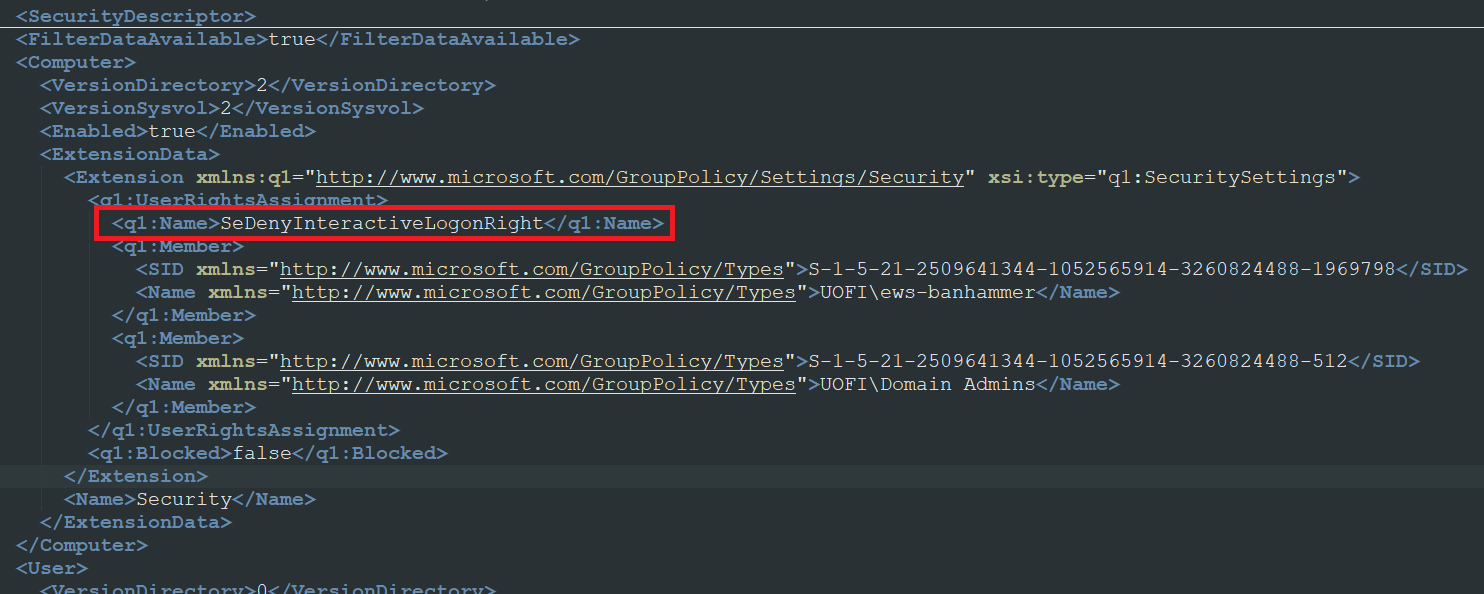 <SecurityDescriptor>
<FilterDataAvailable>true</FilterDataAvailable>
<Computer>
<VersionDirectory>2</VersionDirectory>
<VersionSysvol>2</VersionSysvol>
<Enabled>true</Enabled>
<ExtensionData>
<Extension xmlns:q1="http://www.microsoft.com/GroupPolicy/Settings/Security" xsi:type="q1:SecuritySettings">
<q1:UserRightsAssignment>
<q1:Name>SeDenyInteractiveLogonRight</q1:Name>
<q1:Member>
<SID xmlns="http://www.microsoft.com/GroupPolicy/Types">S-1-5-21-2509641344-1052565914-3260824488-1969798</SID>
<Name xmlns="http://www.microsoft.com/GroupPolicy/Types">UOFI\ews-banhammer</Name>
</q1:Member>
<q1:Member>
<SID xmlns="http://www.microsoft.com/GroupPolicy/Types">S-1-5-21-2509641344-1052565914-3260824488-512</SID>
<Name xmlns="http://www.microsoft.com/GroupPolicy/Types">UOFI\Domain Admins</Name>
</q1:Member>
</q1:UserRightsAssignment>
<q1:Blocked>false</q1:Blocked>
</Extension>
<Name>Security</Name>
</ExtensionData>
</Computer>
<User>
<VersionDirectory>0</VersionDirectory>